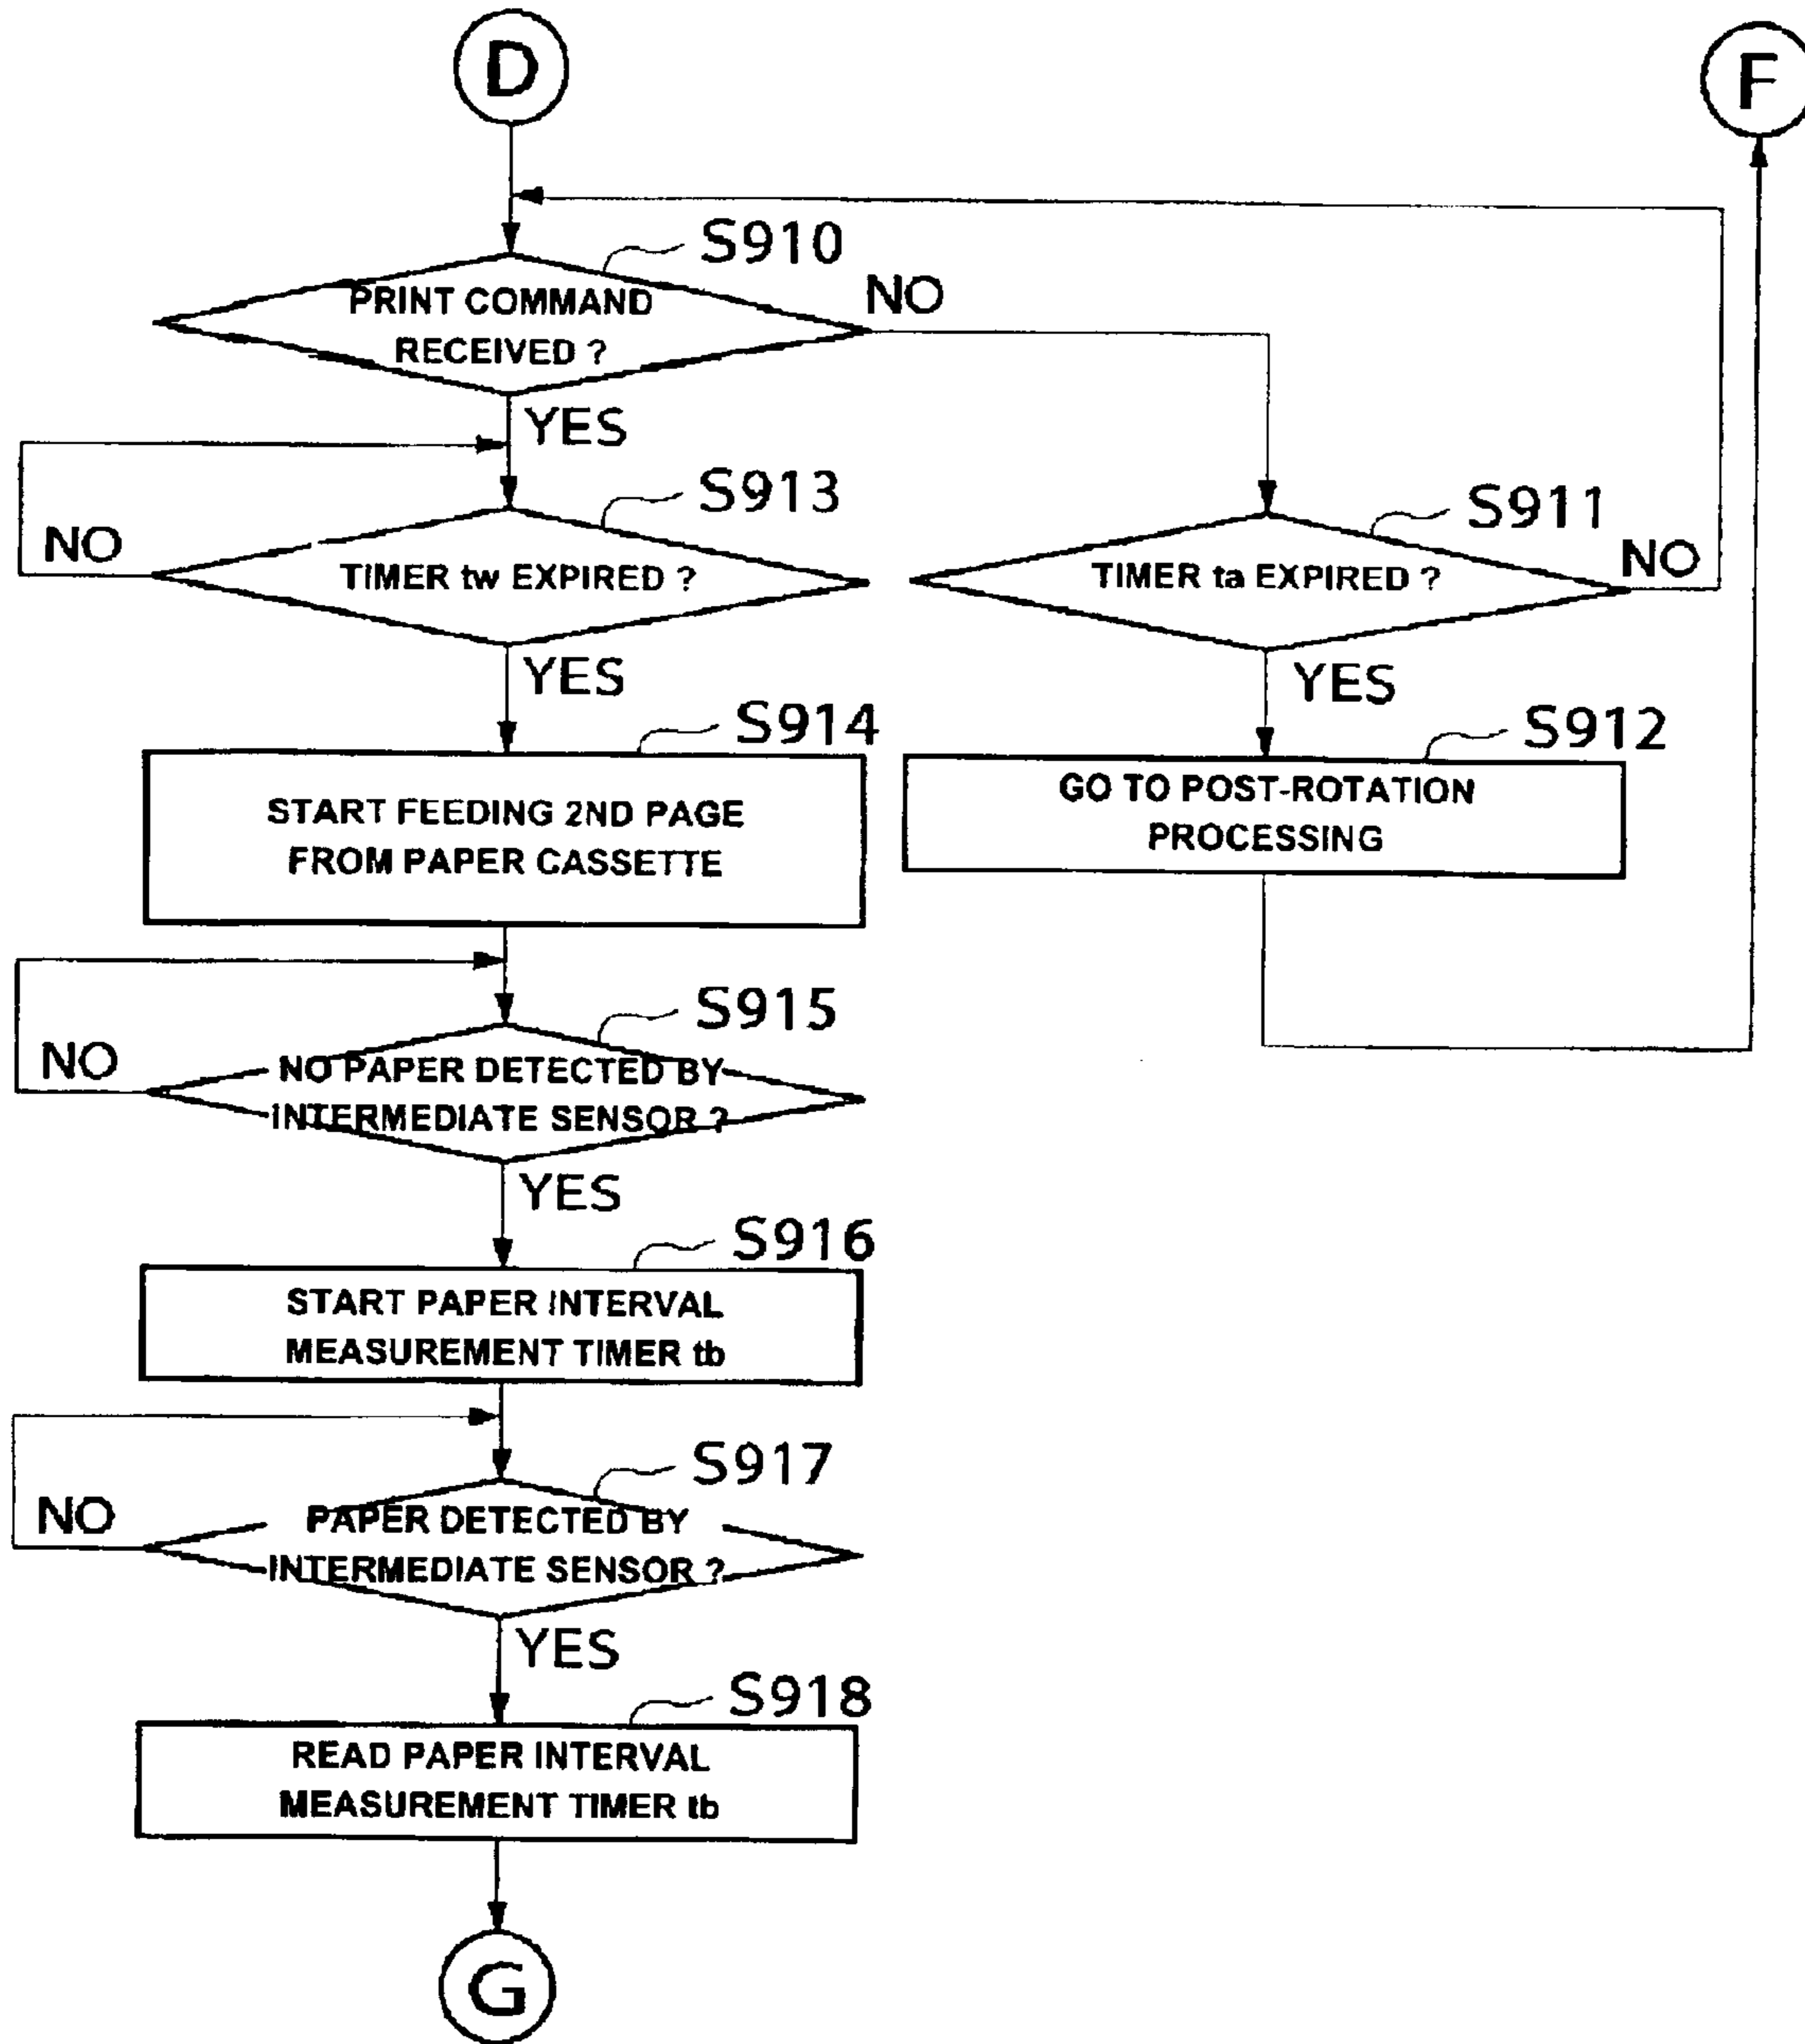 D
F
S910
PRINT COMMAND
RECEIVED ?
NO
YES
S913
NO
TIMER tw EXPIRED ?
YES
S911
TIMER ta EXPIRED ?
NO
YES
S914
START FEEDING 2ND PAGE
FROM PAPER CASSETTE
S912
GO TO POST-ROTATION
PROCESSING
S915
NO
NO PAPER DETECTED BY
INTERMEDIATE SENSOR ?
YES
S916
START PAPER INTERVAL
MEASUREMENT TIMER tb
S917
NO
PAPER DETECTED BY
INTERMEDIATE SENSOR ?
YES
S918
READ PAPER INTERVAL
MEASUREMENT TIMER tb
G